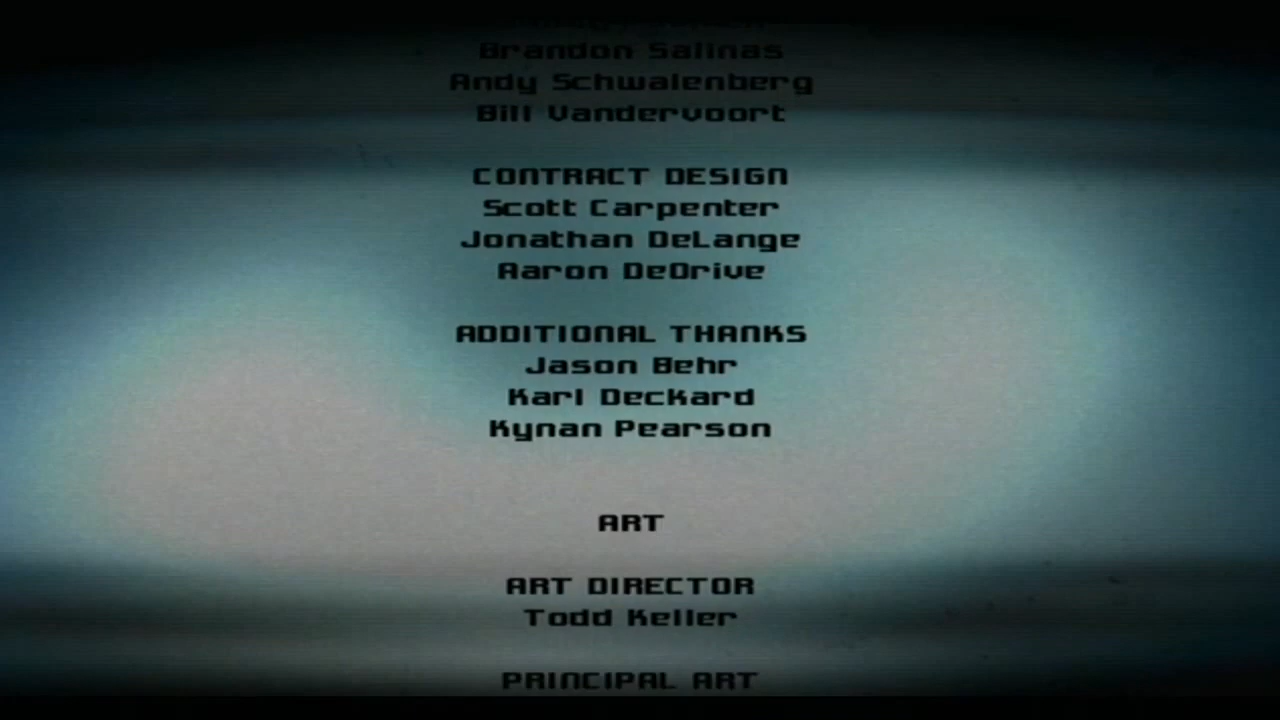 Brandon Salinas
Andy Schwalenberg
Bill Vandervoort
CONTRACT DESIGN
Scott Carpenter
Jonathan DeLange
Aaron DeOrive
ADDITIONAL THANKS
Jason Behr
Karl Deckard
Kynan Pearson
ART
ART DIRECTOR
Todd Keller
PRINCIPAL ART